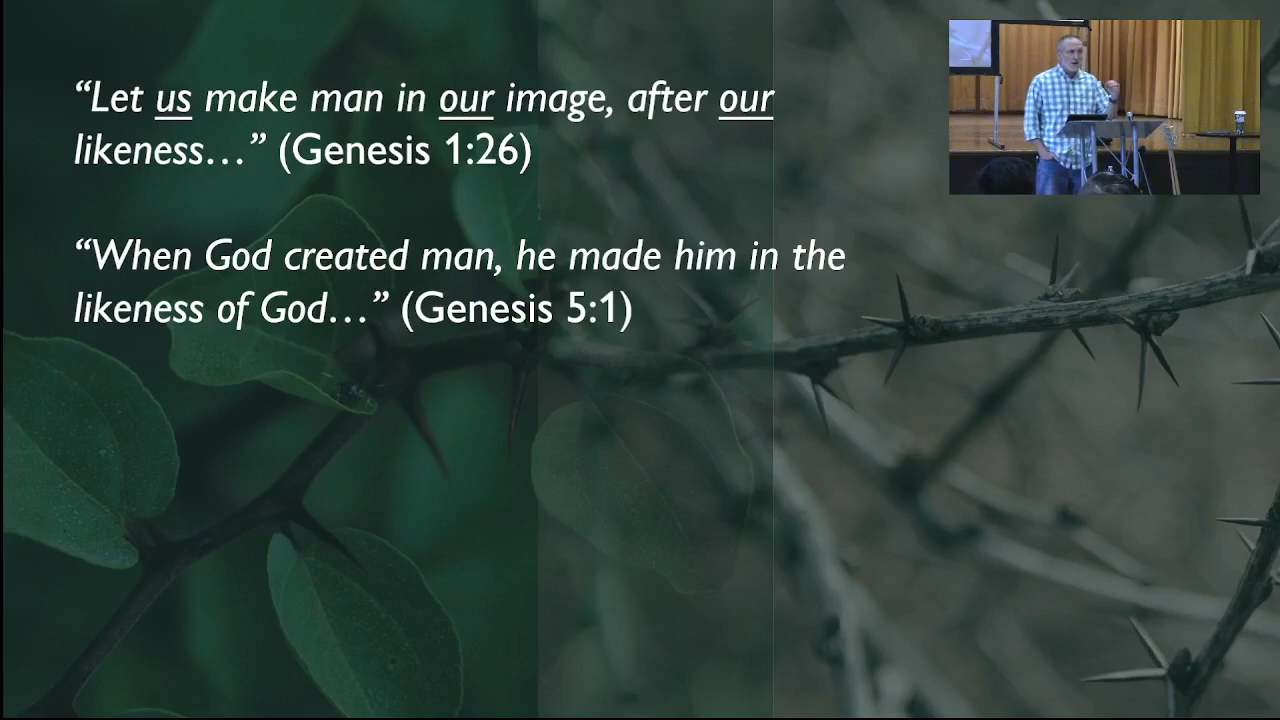 “Let us make man in our image, after our
likeness…” (Genesis 1:26)
“When God created man, he made him in the
likeness of God…” (Genesis 5:1)